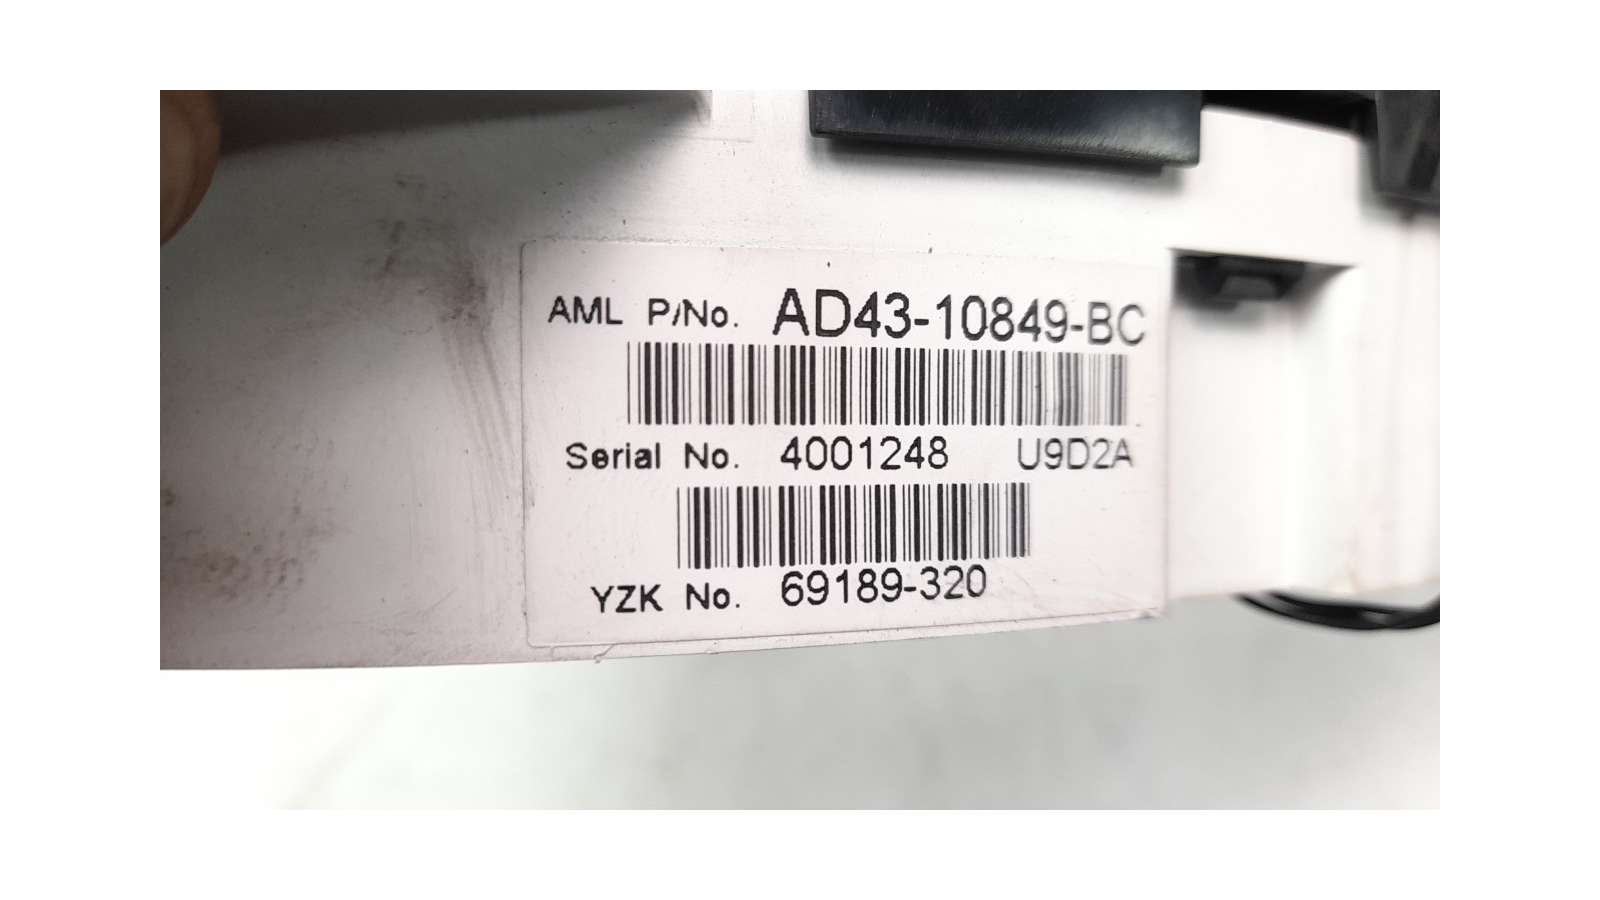 AML P/No. AD43-10849-BC
Serial No. 4001248 U9D2A
YZK No. 69189-320